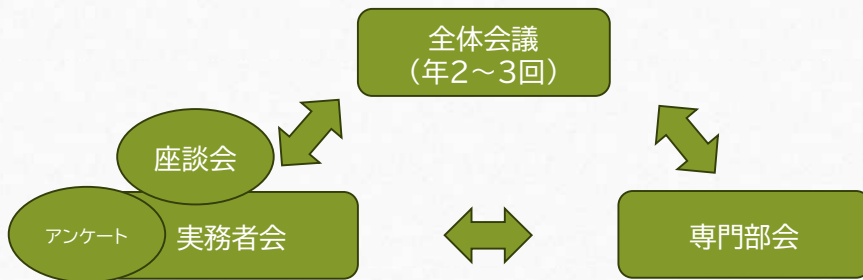 全体会議
（年2～3回）
座談会
アンケート
実務者会
専門部会